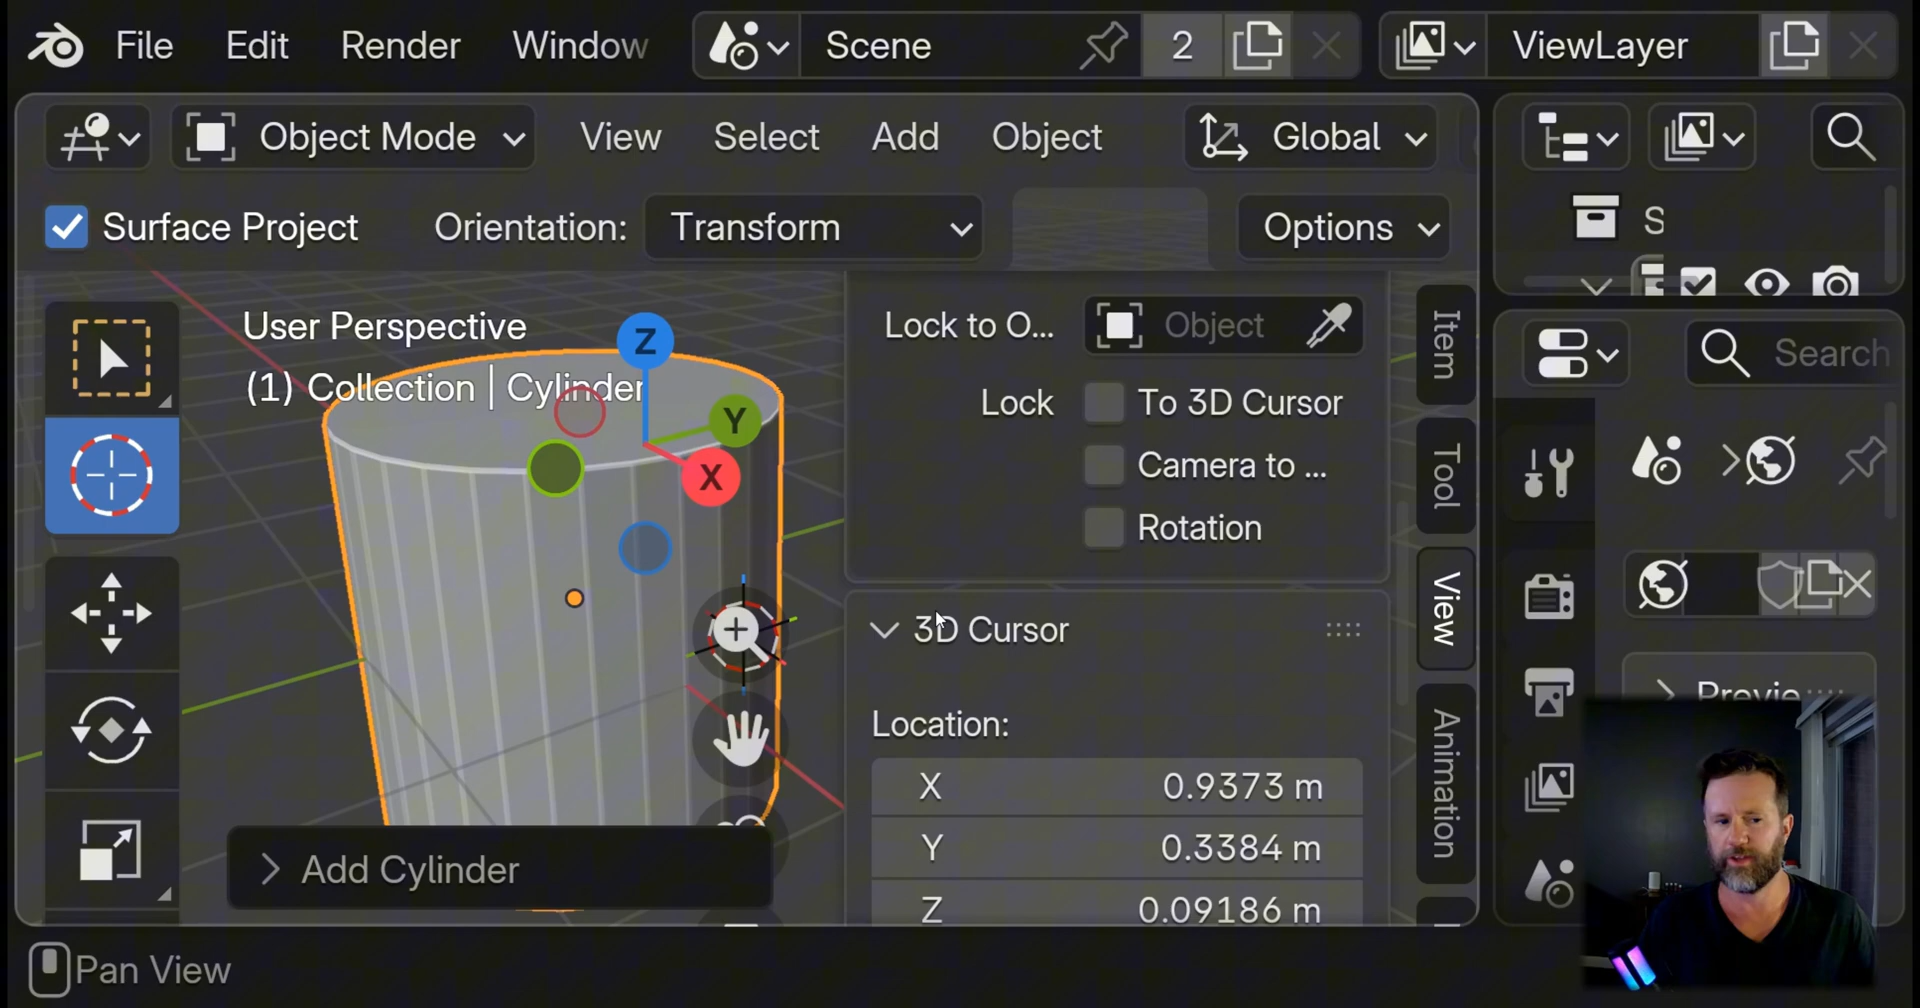 File Edit Render Window Scene 2 ViewLayer
Object Mode View Select Add Object Global
Surface Project Orientation: Transform Options
S
User Perspective
(1) Collection | Cylinder
Z
Y
X
Lock to O... Object
Lock To 3D Cursor
Camera to ...
Rotation
3D Cursor
Location:
X 0.9373 m
Y 0.3384 m
Z 0.09186 m
Item
Tool
View
Animation
Search
Previe
Add Cylinder
Pan View